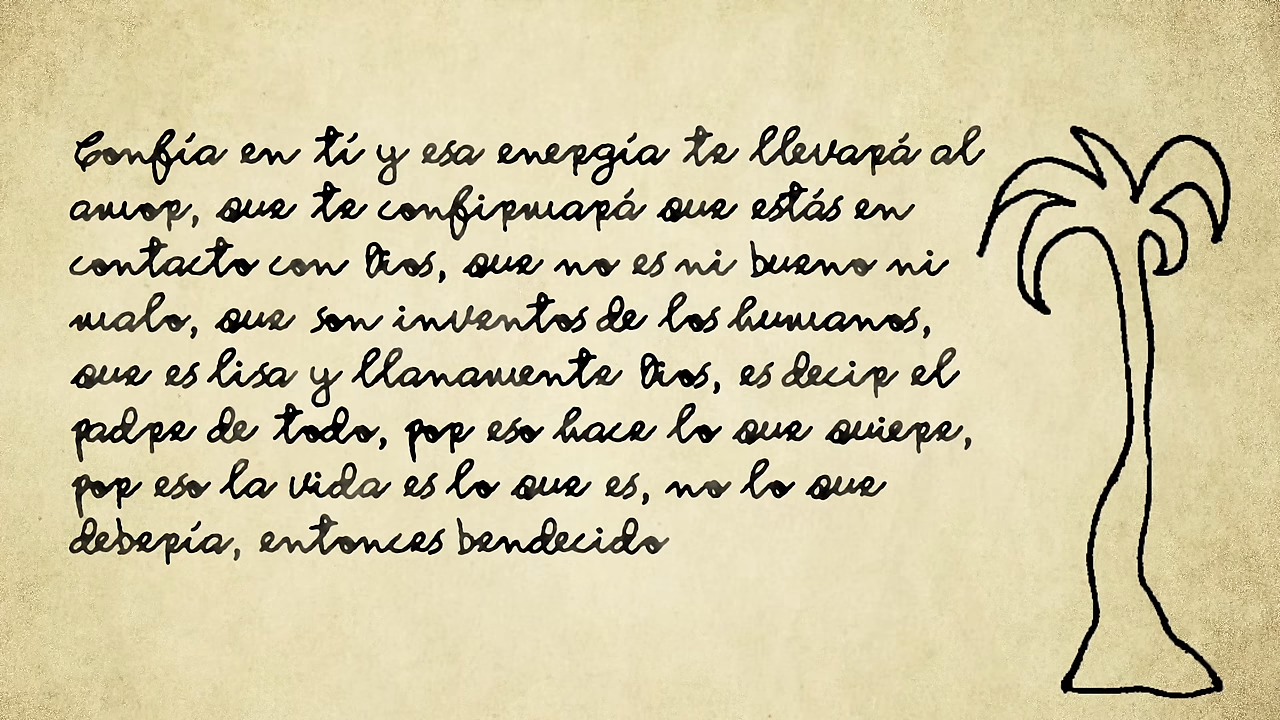 Confía en tí y esa energía te llevará al
amor, que te confirmará que estás en
contacto con Dios, que no es ni bueno ni
malo, que son inventos de los humanos,
que es lisa y llanamente Dios, es decir el
padre de todo, por eso hace lo que quiere,
por eso la vida es lo que es, no lo que
debería, entonces bendecido